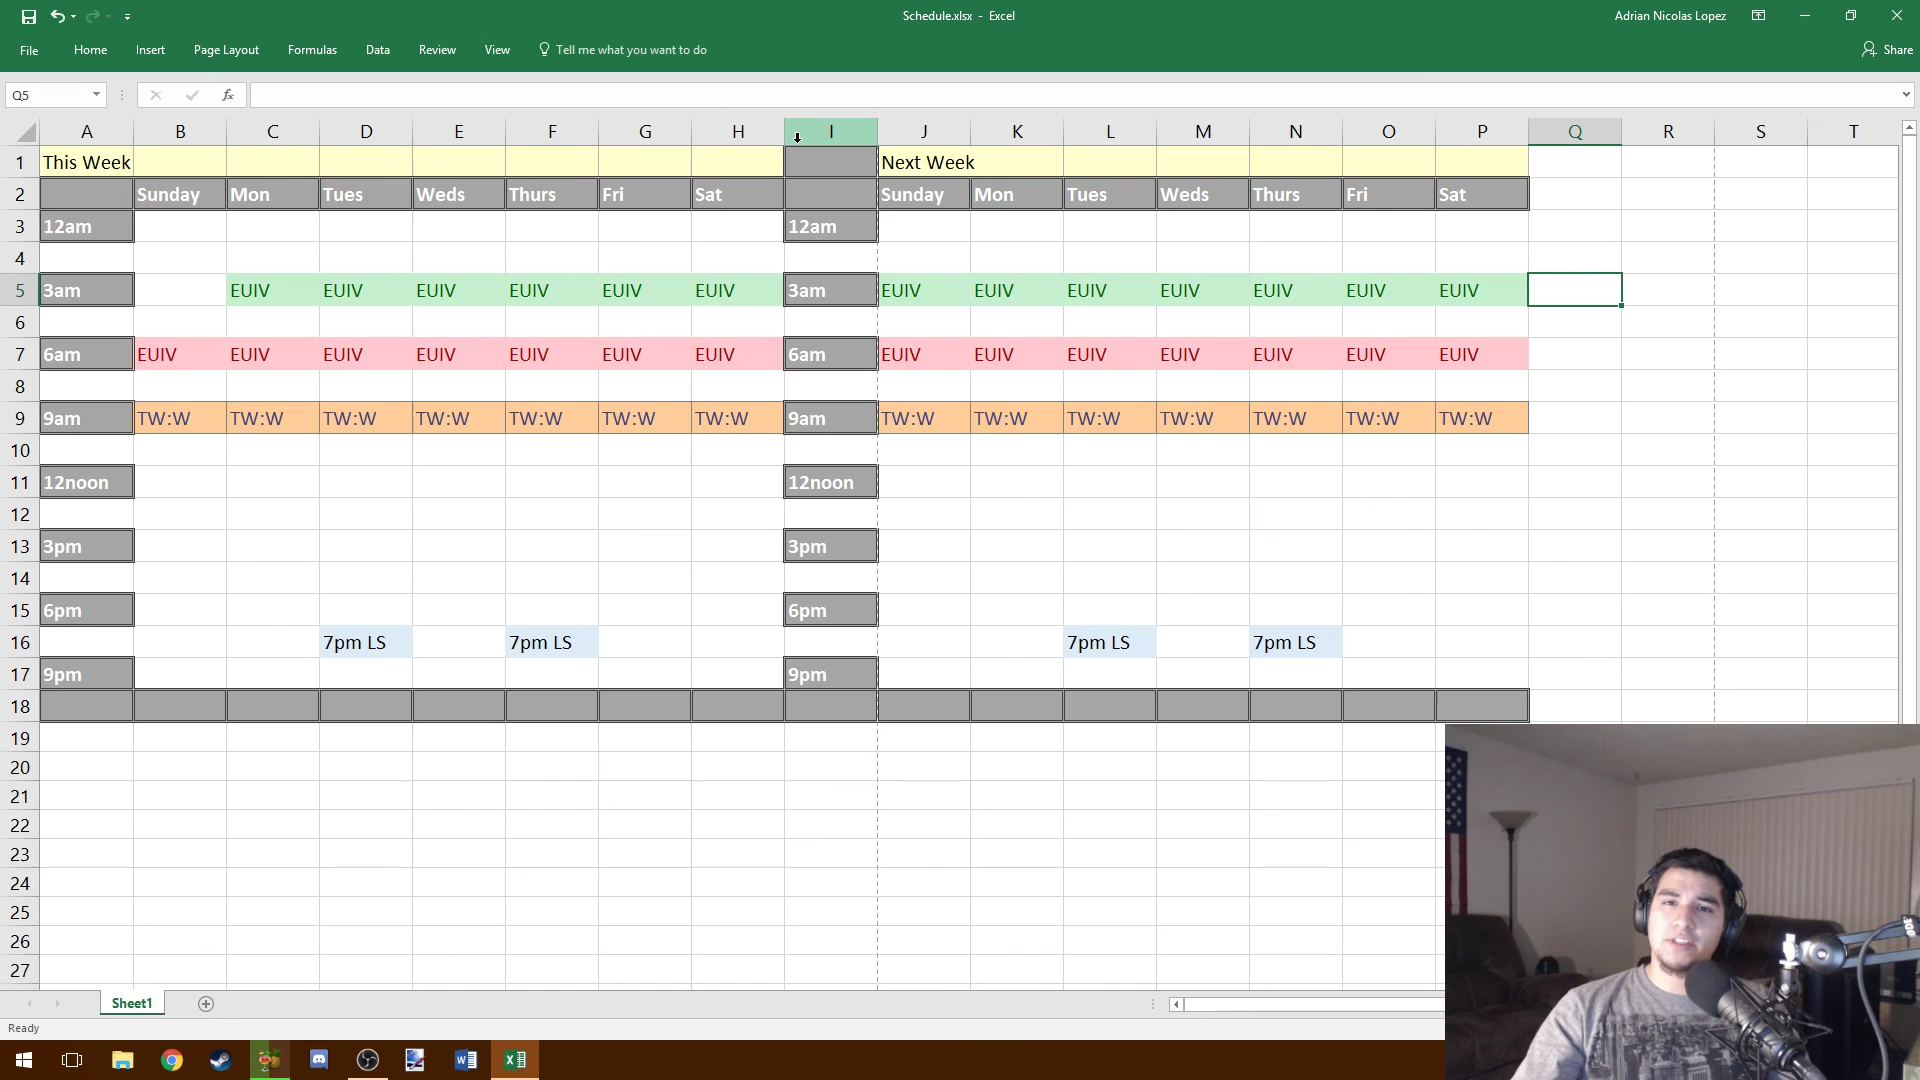 Schedule.xlsx - Excel
Adrian Nicolas Lopez
File Home Insert Page Layout Formulas Data Review View Tell me what you want to do Share
Q5 fx
A B C D E F G H I J K L M N O P Q R S T
1 This Week Next Week
2 Sunday Mon Tues Weds Thurs Fri Sat Sunday Mon Tues Weds Thurs Fri Sat
3 12am 12am
4
5 3am EUIV EUIV EUIV EUIV EUIV EUIV 3am EUIV EUIV EUIV EUIV EUIV EUIV EUIV
6
7 6am EUIV EUIV EUIV EUIV EUIV EUIV EUIV 6am EUIV EUIV EUIV EUIV EUIV EUIV EUIV
8
9 9am TW:W TW:W TW:W TW:W TW:W TW:W TW:W 9am TW:W TW:W TW:W TW:W TW:W TW:W TW:W
10
11 12noon 12noon
12
13 3pm 3pm
14
15 6pm 6pm
16 7pm LS 7pm LS 7pm LS 7pm LS
17 9pm 9pm
18
19
20
21
22
23
24
25
26
27
Sheet1
Ready